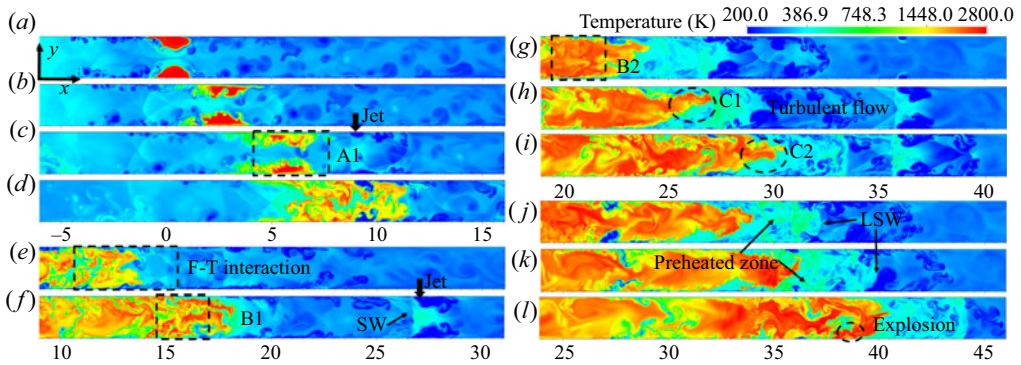 (a)
y
x
(b)
Jet
(c)
A1
(d)
−5 0 5 10 15
(e)
F-T interaction
Jet
(f)
B1
SW
10 15 20 25 30
Temperature (K) 200.0 386.9 748.3 1448.0 2800.0
(g)
B2
(h)
C1
Turbulent flow
(i)
C2
20 25 30 35 40
(j)
LSW
(k)
Preheated zone
(l)
Explosion
25 30 35 40 45